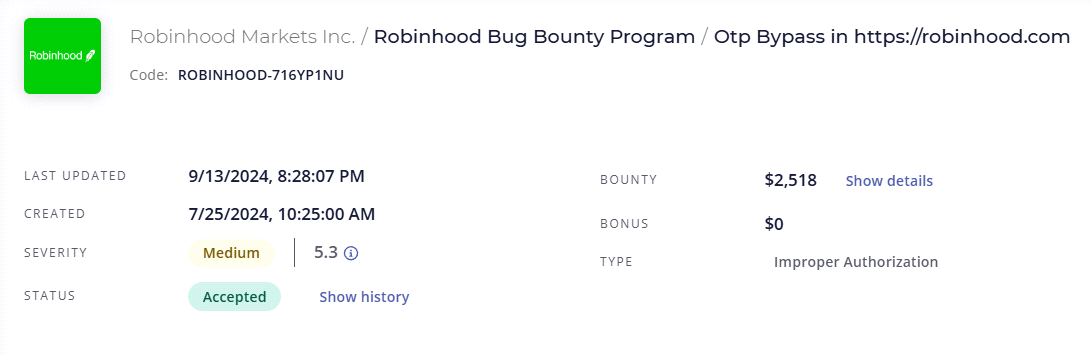 Robinhood
Robinhood Markets Inc. / Robinhood Bug Bounty Program / Otp Bypass in https://robinhood.com
Code: ROBINHOOD-716YP1NU
LAST UPDATED 9/13/2024, 8:28:07 PM
CREATED 7/25/2024, 10:25:00 AM
SEVERITY Medium 5.3
STATUS Accepted Show history
BOUNTY $2,518 Show details
BONUS $0
TYPE Improper Authorization